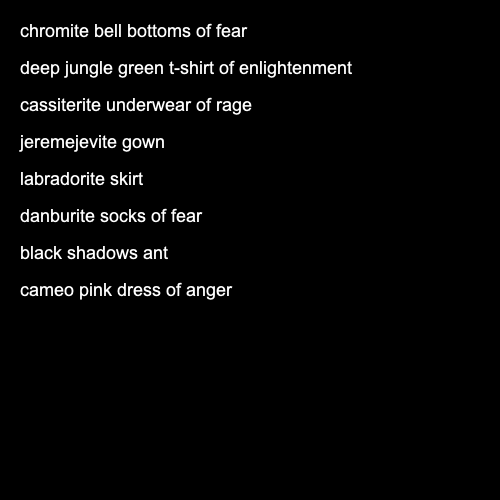 chromite bell bottoms of fear
deep jungle green t-shirt of enlightenment
cassiterite underwear of rage
jeremejevite gown
labradorite skirt
danburite socks of fear
black shadows ant
cameo pink dress of anger